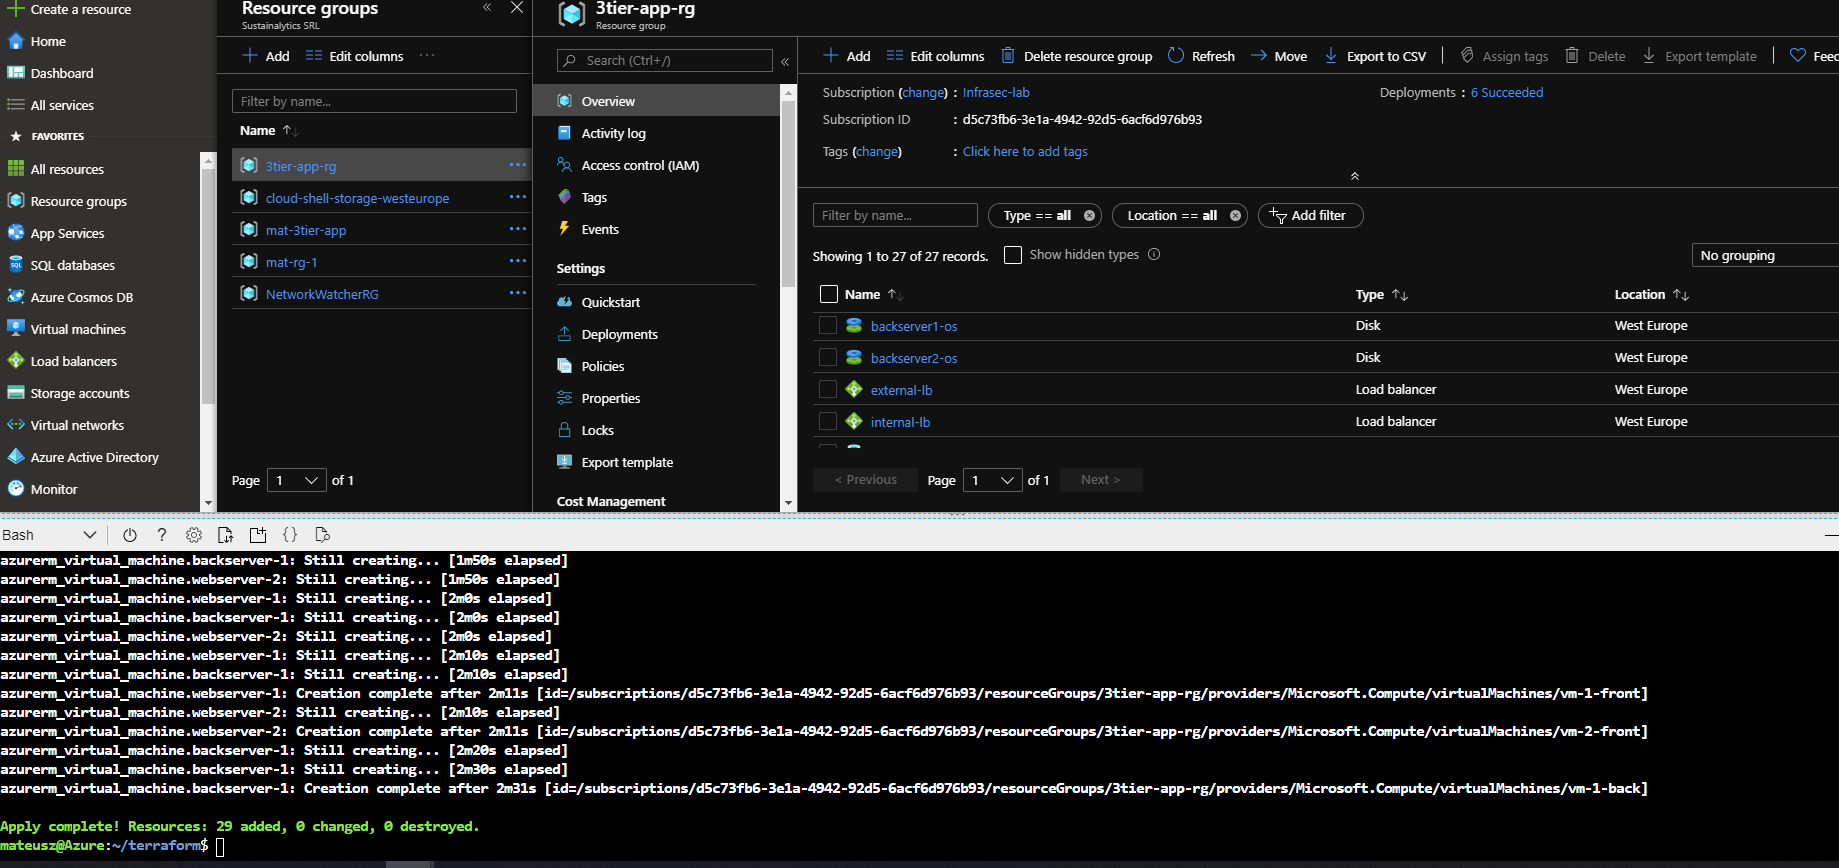 Create a resource
Home
Dashboard
All services
FAVORITES
All resources
Resource groups
App Services
SQL databases
Azure Cosmos DB
Virtual machines
Load balancers
Storage accounts
Virtual networks
Azure Active Directory
Monitor
Resource groups
Sustainalytics SRL
Add Edit columns ...
Filter by name...
Name
3tier-app-rg ...
cloud-shell-storage-westeurope ...
mat-3tier-app ...
mat-rg-1 ...
NetworkWatcherRG ...
Page 1 of 1
3tier-app-rg
Resource group
Search (Ctrl+/)
Overview
Activity log
Access control (IAM)
Tags
Events
Settings
Quickstart
Deployments
Policies
Properties
Locks
Export template
Cost Management
Add Edit columns Delete resource group Refresh Move Export to CSV Assign tags Delete Export template Feec
Subscription (change) : Infrasec-lab Deployments : 6 Succeeded
Subscription ID : d5c73fb6-3e1a-4942-92d5-6acf6d976b93
Tags (change) : Click here to add tags
Filter by name... Type == all Location == all Add filter
Showing 1 to 27 of 27 records. Show hidden types No grouping
Name Type Location
backserver1-os Disk West Europe
backserver2-os Disk West Europe
external-lb Load balancer West Europe
internal-lb Load balancer West Europe
< Previous Page 1 of 1 Next >
Bash ? {}
azurerm_virtual_machine.backserver-1: Still creating... [1m50s elapsed]
azurerm_virtual_machine.webserver-2: Still creating... [1m50s elapsed]
azurerm_virtual_machine.webserver-1: Still creating... [2m0s elapsed]
azurerm_virtual_machine.backserver-1: Still creating... [2m0s elapsed]
azurerm_virtual_machine.webserver-2: Still creating... [2m0s elapsed]
azurerm_virtual_machine.webserver-1: Still creating... [2m10s elapsed]
azurerm_virtual_machine.backserver-1: Still creating... [2m10s elapsed]
azurerm_virtual_machine.webserver-1: Creation complete after 2m11s [id=/subscriptions/d5c73fb6-3e1a-4942-92d5-6acf6d976b93/resourceGroups/3tier-app-rg/providers/Microsoft.Compute/virtualMachines/vm-1-front]
azurerm_virtual_machine.webserver-2: Still creating... [2m10s elapsed]
azurerm_virtual_machine.webserver-2: Creation complete after 2m11s [id=/subscriptions/d5c73fb6-3e1a-4942-92d5-6acf6d976b93/resourceGroups/3tier-app-rg/providers/Microsoft.Compute/virtualMachines/vm-2-front]
azurerm_virtual_machine.backserver-1: Still creating... [2m20s elapsed]
azurerm_virtual_machine.backserver-1: Still creating... [2m30s elapsed]
azurerm_virtual_machine.backserver-1: Creation complete after 2m31s [id=/subscriptions/d5c73fb6-3e1a-4942-92d5-6acf6d976b93/resourceGroups/3tier-app-rg/providers/Microsoft.Compute/virtualMachines/vm-1-back]
Apply complete! Resources: 29 added, 0 changed, 0 destroyed.
mateusz@Azure:~/terraform$